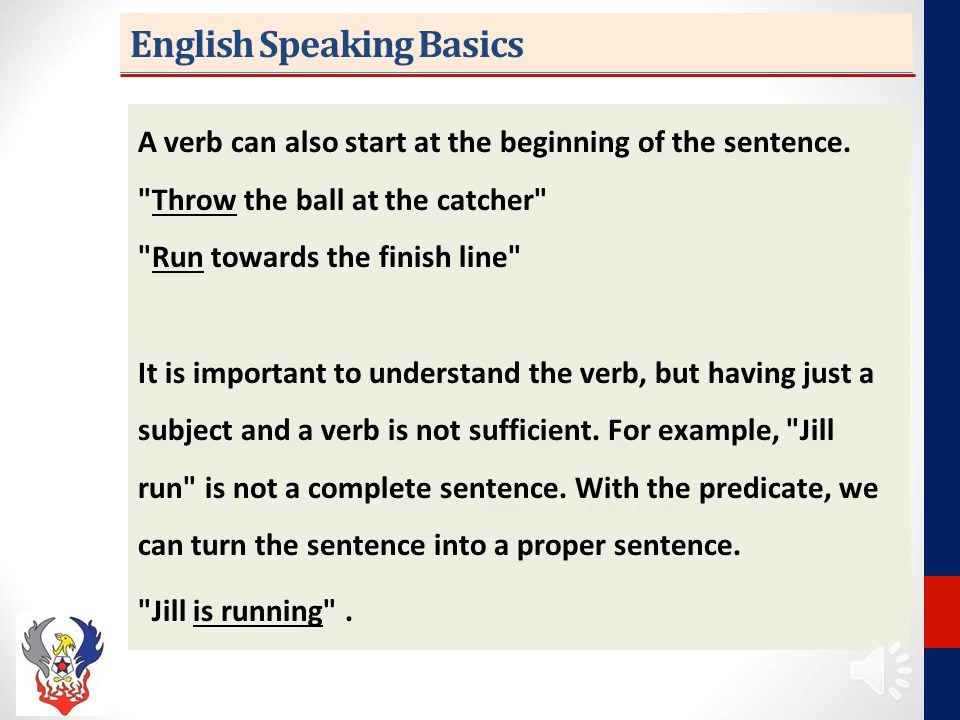 English Speaking Basics
A verb can also start at the beginning of the sentence.
"Throw the ball at the catcher"
"Run towards the finish line"
It is important to understand the verb, but having just a
subject and a verb is not sufficient. For example, "Jill
run" is not a complete sentence. With the predicate, we
can turn the sentence into a proper sentence.
"Jill is running" .